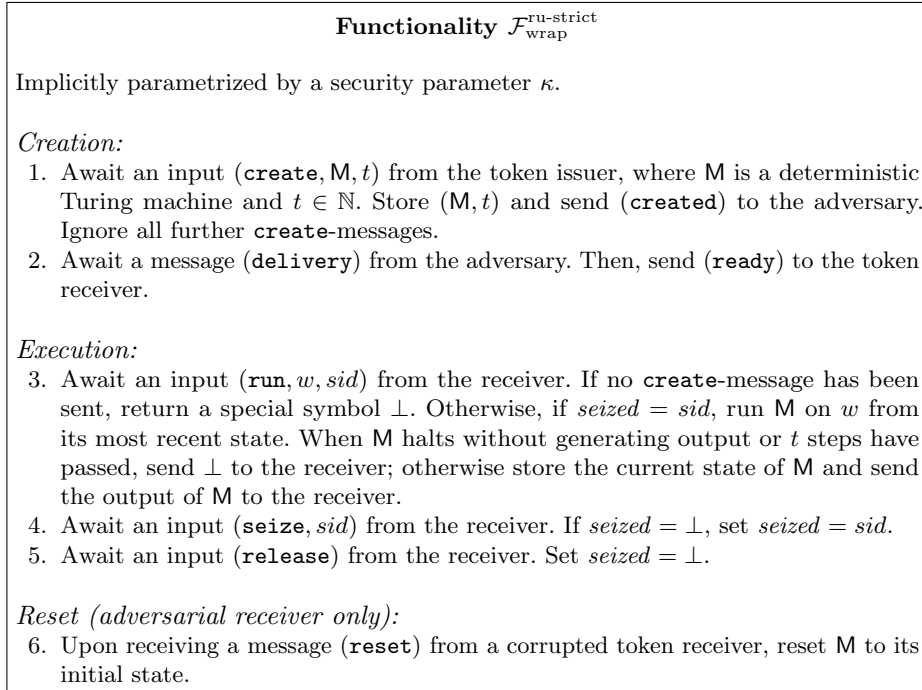 Functionality $\mathcal{F}_{\text{wrap}}^{\text{ru-strict}}$
Implicitly parametrized by a security parameter κ.
Creation:
1. Await an input (create, M, t) from the token issuer, where M is a deterministic
Turing machine and t ∈ ℕ. Store (M, t) and send (created) to the adversary.
Ignore all further create-messages.
2. Await a message (delivery) from the adversary. Then, send (ready) to the token
receiver.
Execution:
3. Await an input (run, w, sid) from the receiver. If no create-message has been
sent, return a special symbol ⊥. Otherwise, if seized = sid, run M on w from
its most recent state. When M halts without generating output or t steps have
passed, send ⊥ to the receiver; otherwise store the current state of M and send
the output of M to the receiver.
4. Await an input (seize, sid) from the receiver. If seized = ⊥, set seized = sid.
5. Await an input (release) from the receiver. Set seized = ⊥.
Reset (adversarial receiver only):
6. Upon receiving a message (reset) from a corrupted token receiver, reset M to its
initial state.